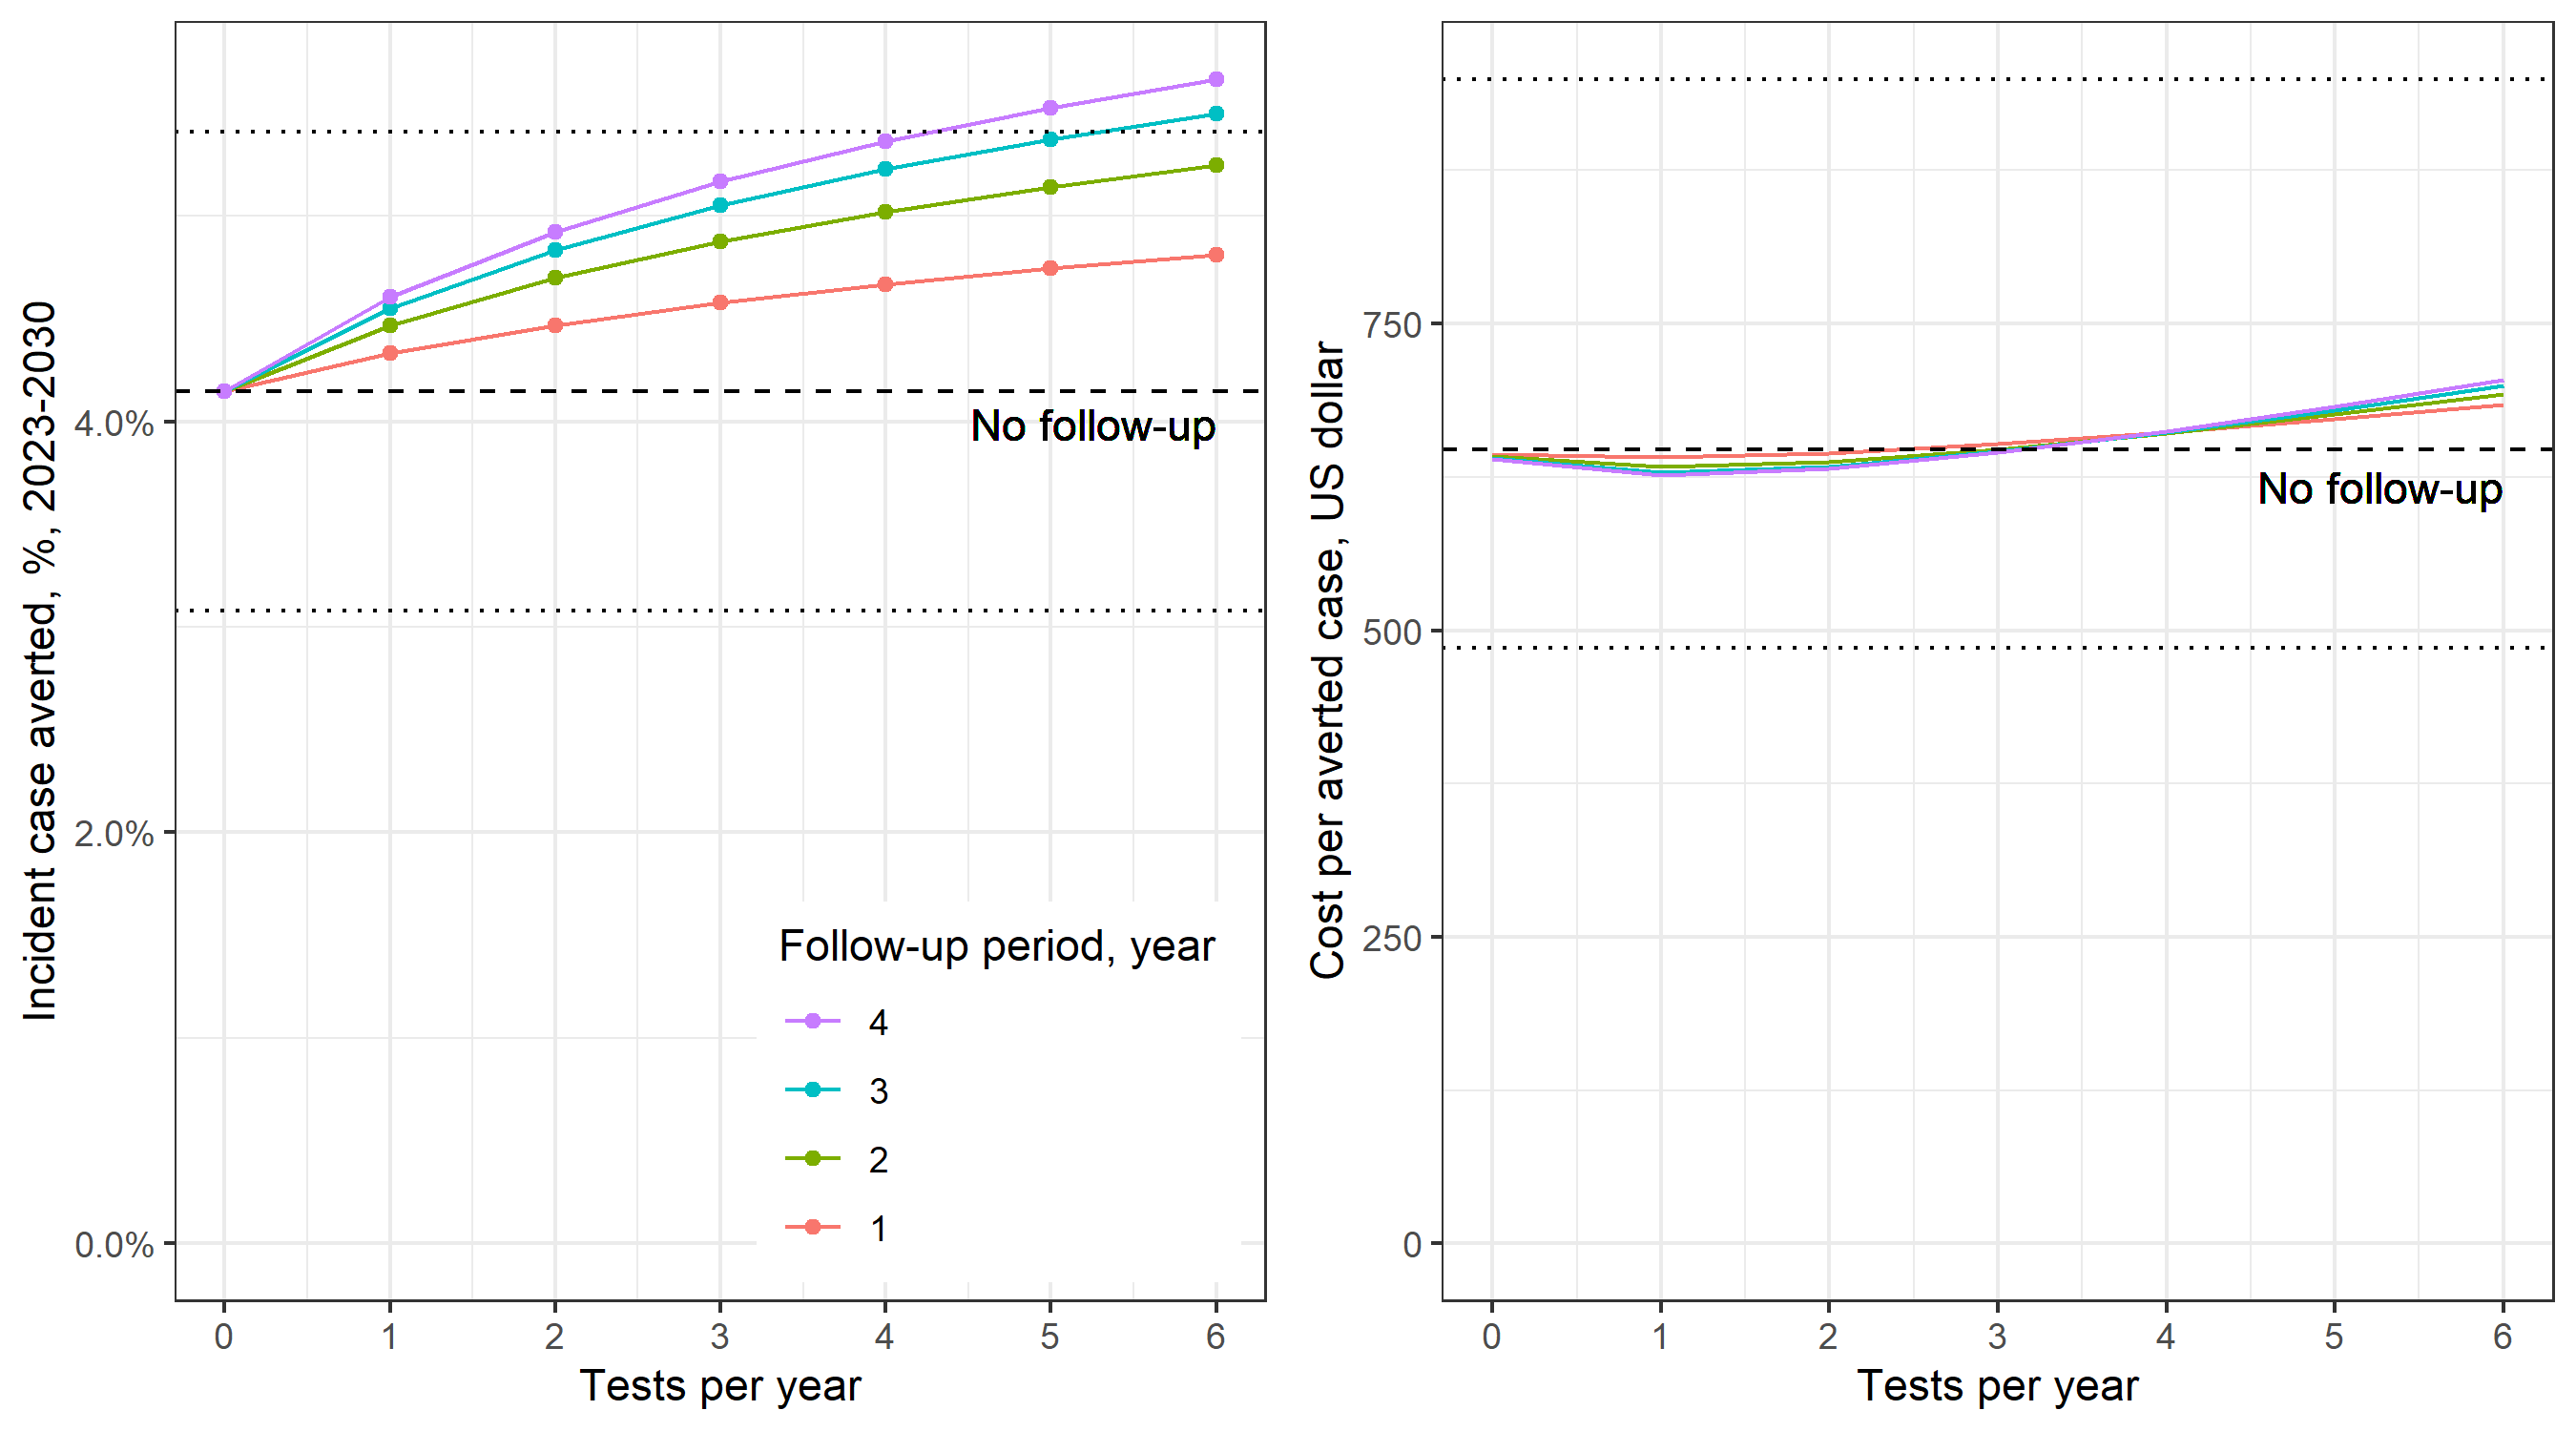 Incident case averted, %, 2023-2030
4.0%
2.0%
0.0%
No follow-up
Follow-up period, year
4
3
2
1
0 1 2 3 4 5 6
Tests per year
Cost per averted case, US dollar
750
500
250
0
No follow-up
0 1 2 3 4 5 6
Tests per year